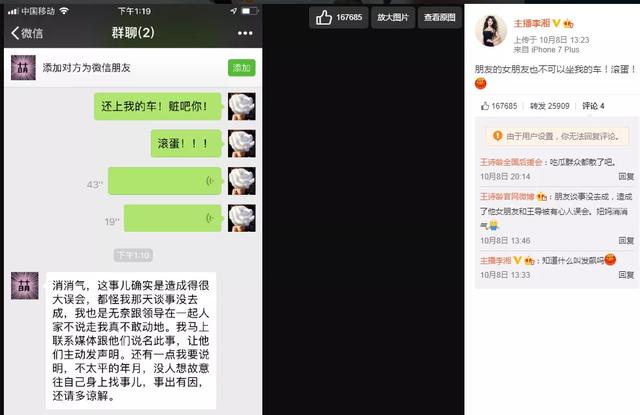 中国移动
下午1:19
微信
群聊(2)
添加对方为微信朋友
添加
还上我的车！脏吧你！
滚蛋！！！
43''
19''
下午1:10
消消气，这事儿确实是造成得很
大误会，都怪我那天谈事没去
成，我也是无奈跟领导在一起人
家不说走我真不敢动地。我马上
联系媒体跟他们说名此事，让他
们主动发声明。还有一点我要说
明，不太平的年月，没人想故意
往自己身上找事儿，事出有因，
还请多谅解。
167685
放大图片
查看原图
主播李湘
上传于 10月8日 13:23
来自 iPhone 7 Plus
朋友的女朋友也不可以坐我的车！滚蛋！
167685 转发 25909 评论 4
由于用户设置，你无法回复评论。
王诗龄全国后援会：吃瓜群众都散了吧。
10月8日 20:14 回复
王诗龄官网微博：朋友谈事没去成，造成
了他女朋友和王导被有心人误会。妞妈消消
气
10月8日 13:46 回复
主播李湘：知道什么叫发飙吗
10月8日 13:33 回复